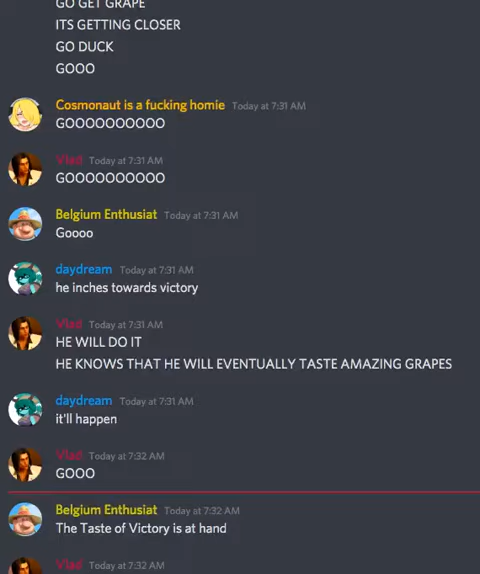 GO GET GRAPE
ITS GETTING CLOSER
GO DUCK
GOOO
Cosmonaut is a fucking homie Today at 7:31 AM
GOOOOOOOOOO
Vlad Today at 7:31 AM
GOOOOOOOOOO
Belgium Enthusiat Today at 7:31 AM
Goooo
daydream Today at 7:31 AM
he inches towards victory
Vlad Today at 7:31 AM
HE WILL DO IT
HE KNOWS THAT HE WILL EVENTUALLY TASTE AMAZING GRAPES
daydream Today at 7:31 AM
it'll happen
Vlad Today at 7:32 AM
GOOO
Belgium Enthusiat Today at 7:32 AM
The Taste of Victory is at hand
Vlad Today at 7:32 AM